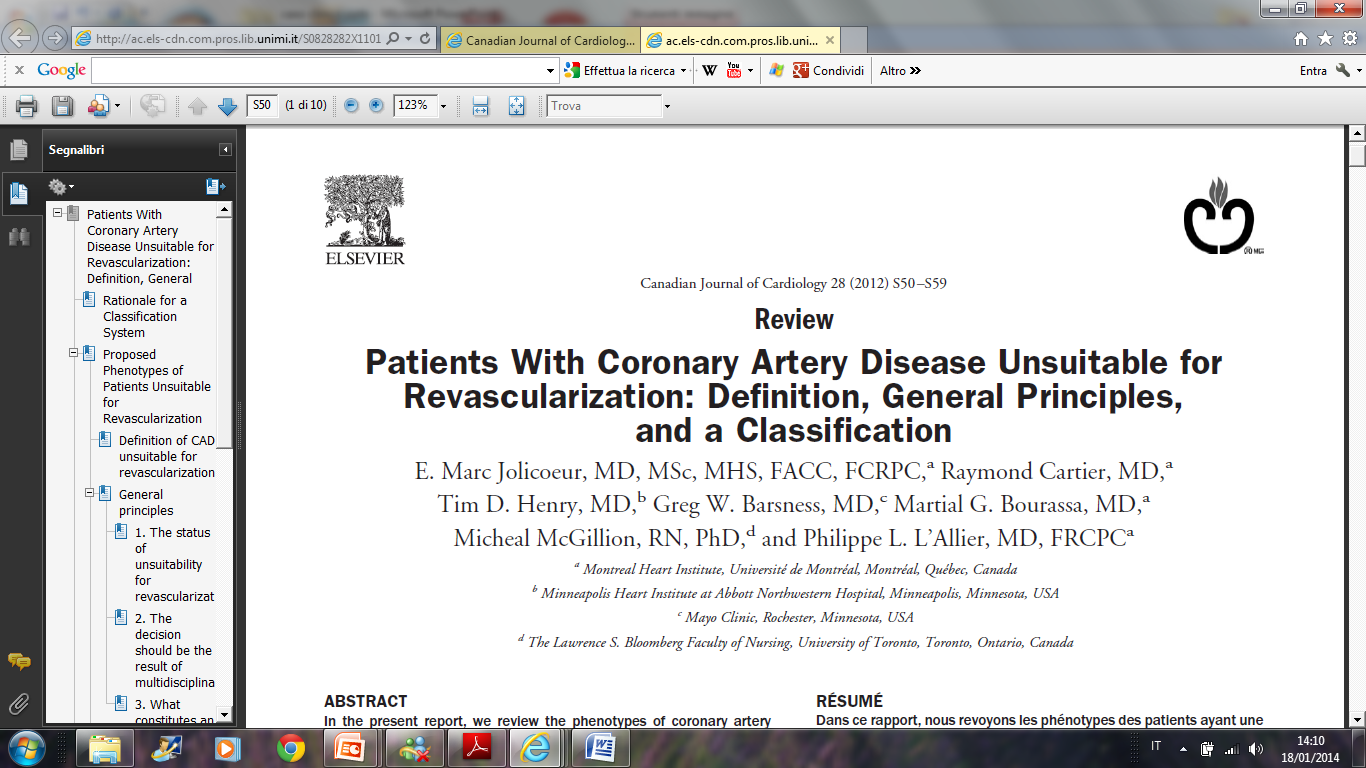 http://ac.els-cdn.com.pros.lib.unimi.it/S0828282X1101
Canadian Journal of Cardiolog...
ac.els-cdn.com.pros.lib.uni...
x Google
Effettua la ricerca
W
You Tube
Condividi
Altro »
Entra
S50
(1 di 10)
123%
Trova
Segnalibri
Patients With
Coronary Artery
Disease Unsuitable for
Revascularization:
Definition, General
Rationale for a
Classification
System
Proposed
Phenotypes of
Patients Unsuitable
for
Revascularization
Definition of CAD
unsuitable for
revascularization
General
principles
1. The status
of
unsuitability
for
revascularizat
2. The
decision
should be the
result of
multidisciplina
3. What
constitutes an
ELSEVIER
Canadian Journal of Cardiology 28 (2012) S50–S59
Review
Patients With Coronary Artery Disease Unsuitable for
Revascularization: Definition, General Principles,
and a Classification
E. Marc Jolicoeur, MD, MSc, MHS, FACC, FCRPC,a Raymond Cartier, MD,a
Tim D. Henry, MD,b Greg W. Barsness, MD,c Martial G. Bourassa, MD,a
Micheal McGillion, RN, PhD,d and Philippe L. L'Allier, MD, FRCPCa
a Montreal Heart Institute, Université de Montréal, Montréal, Québec, Canada
b Minneapolis Heart Institute at Abbott Northwestern Hospital, Minneapolis, Minnesota, USA
c Mayo Clinic, Rochester, Minnesota, USA
d The Lawrence S. Bloomberg Faculty of Nursing, University of Toronto, Toronto, Ontario, Canada
ABSTRACT
In the present report, we review the phenotypes of coronary artery
RÉSUMÉ
Dans ce rapport, nous revoyons les phénotypes des patients ayant une
IT
14:10
18/01/2014